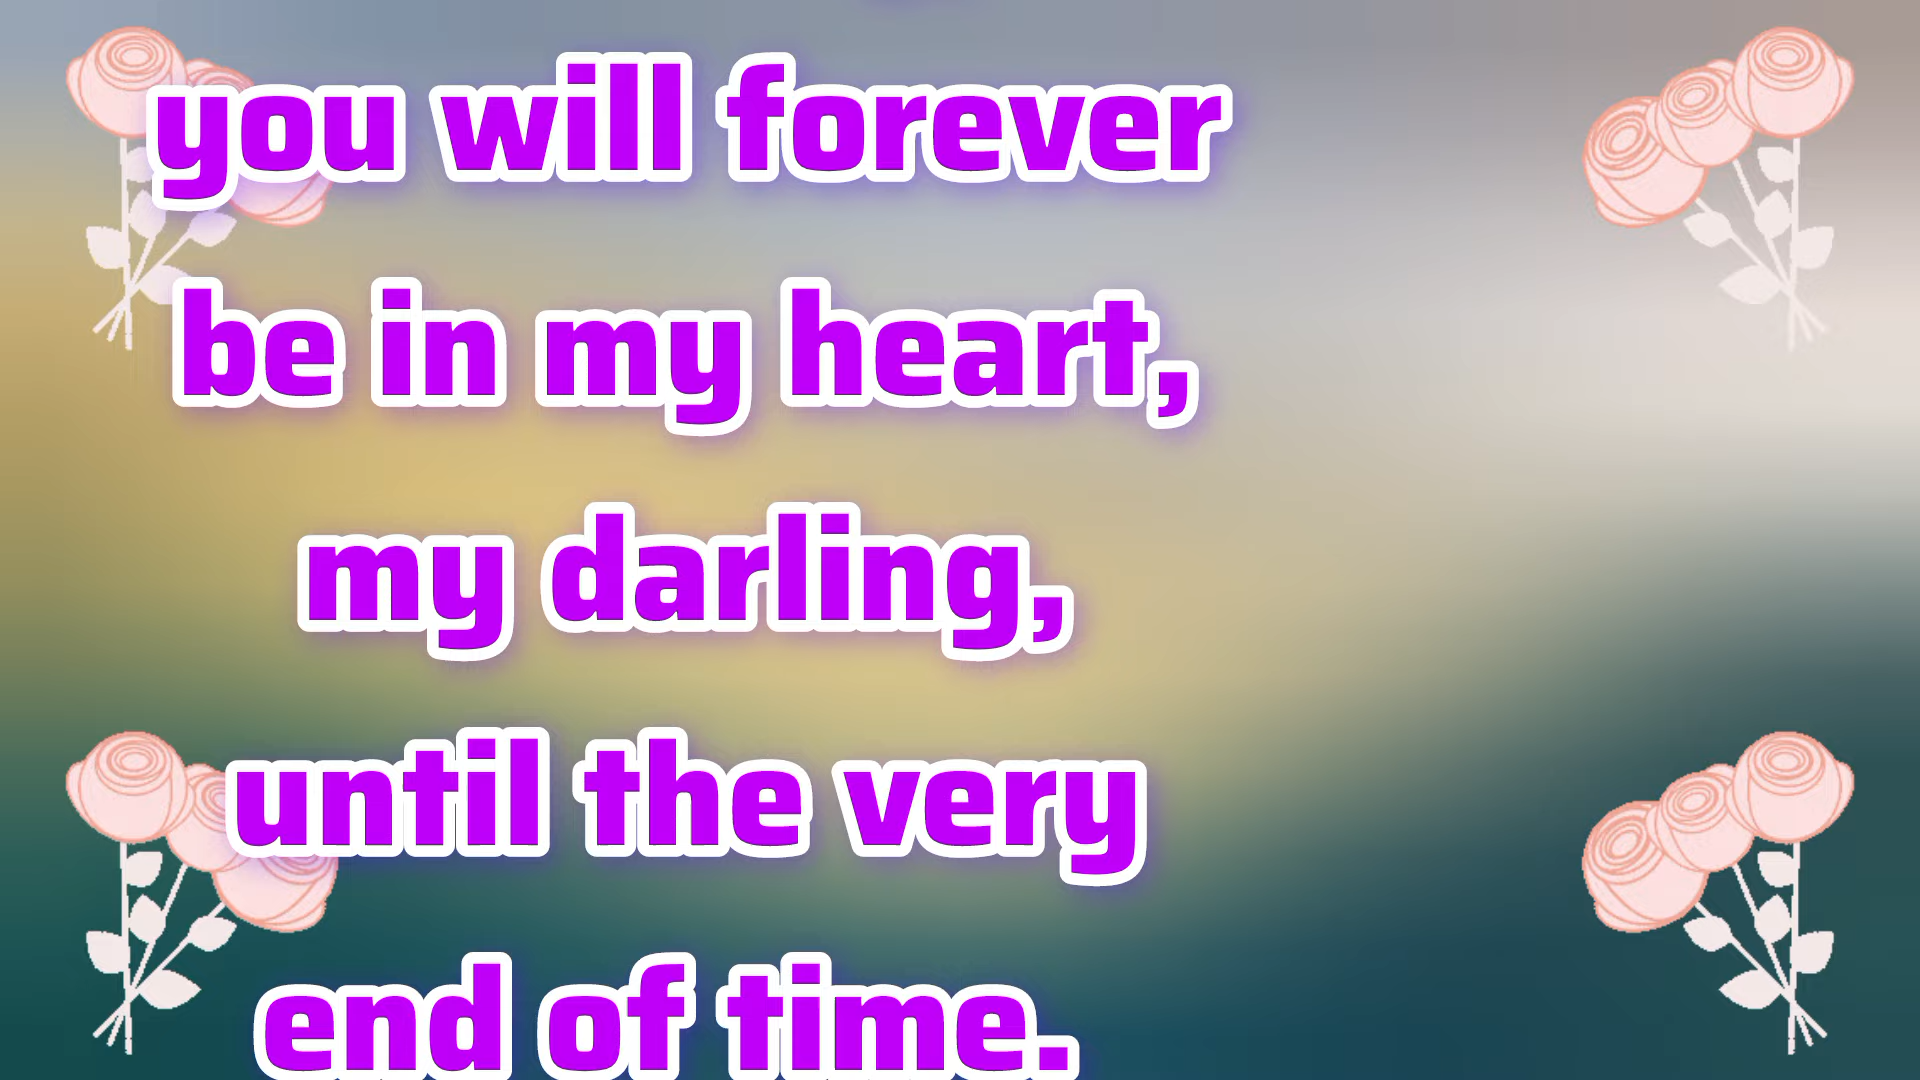 you will forever
be in my heart,
my darling,
until the very
end of time.